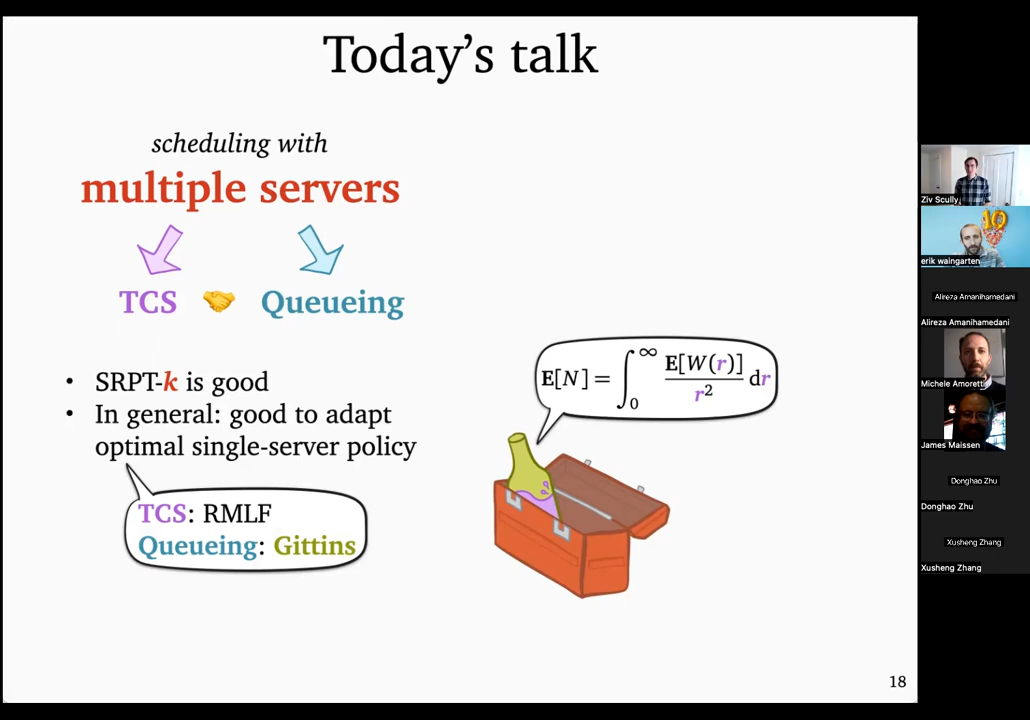 Today's talk
scheduling with
multiple servers
TCS 🤝 Queueing
• SRPT-k is good
• In general: good to adapt
optimal single-server policy
TCS: RMLF
Queueing: Gittins
E[N] = ∫₀^∞ E[W(r)]/r² dr
18
10
Ziv Scully
erik waingarten
Alireza Amanihamedani
Alireza Amanihamedani
Michele Amoretti
James Maissen
Donghao Zhu
Donghao Zhu
Xusheng Zhang
Xusheng Zhang